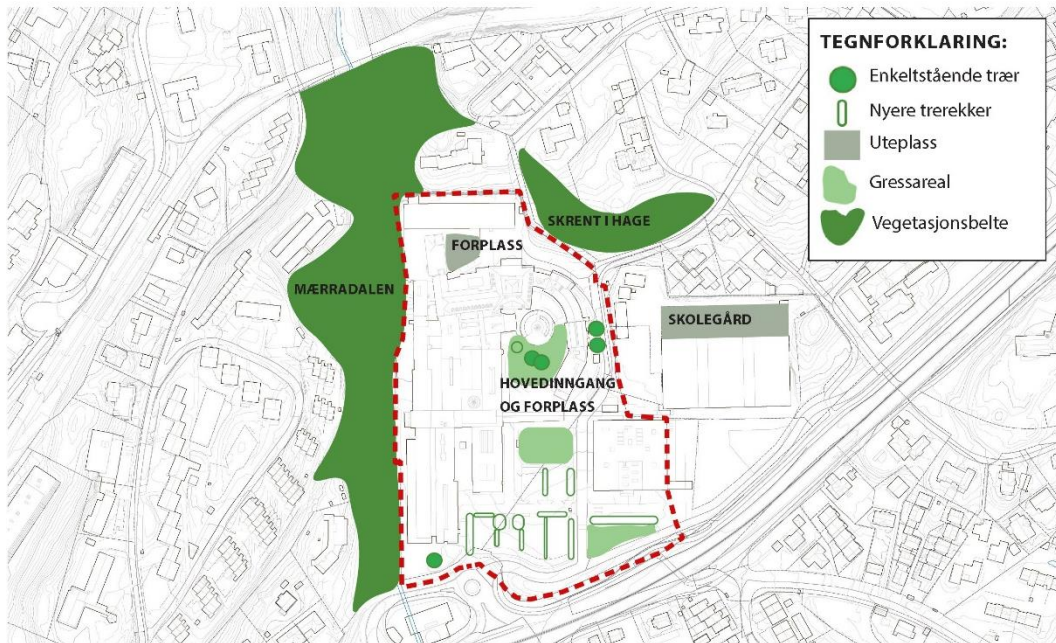 TEGNFORKLARING:
Enkeltstående trær
Nyere trerekker
Uteplass
Gressareal
Vegetasjonsbelte
SKRENT I HAGE
FORPLASS
MÆRRADALEN
SKOLEGÅRD
HOVEDINNGANG
OG FORPLASS